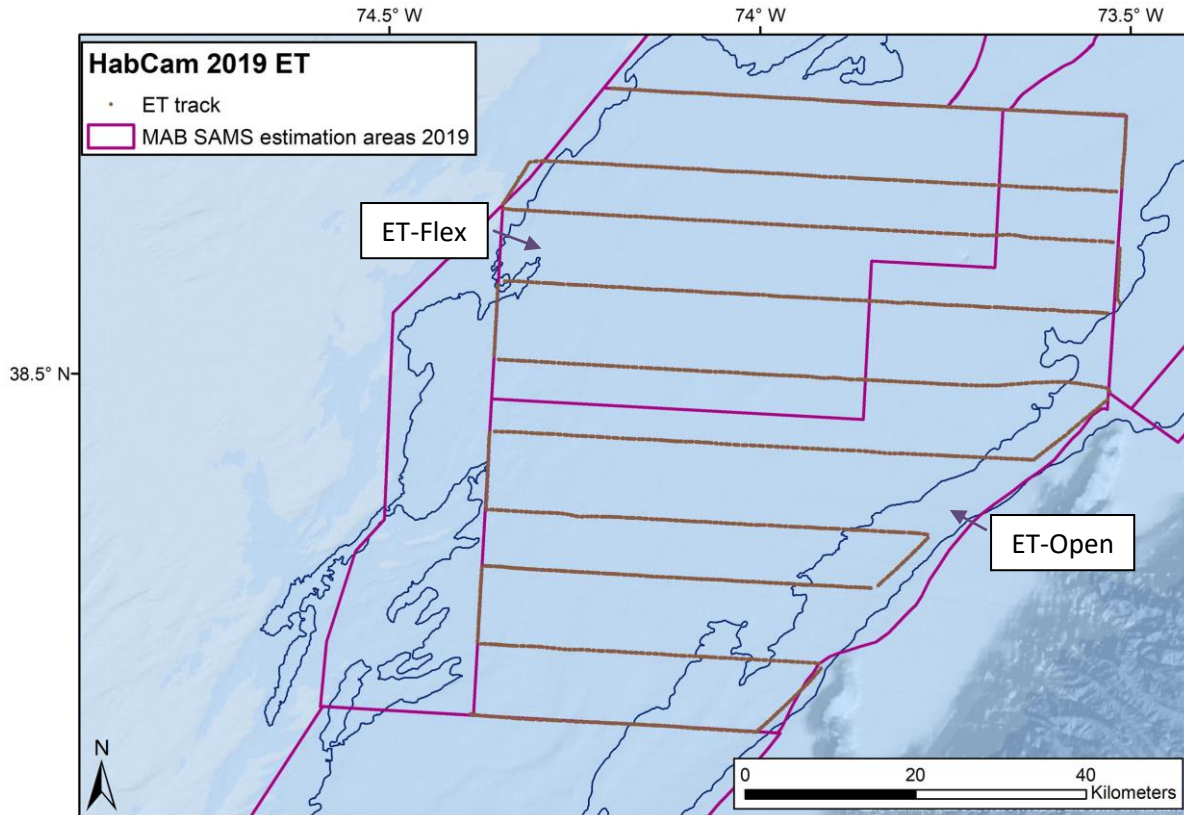 74.5° W
74° W
73.5° W
HabCam 2019 ET
ET track
MAB SAMS estimation areas 2019
ET-Flex
38.5° N
ET-Open
N
0
20
40
Kilometers